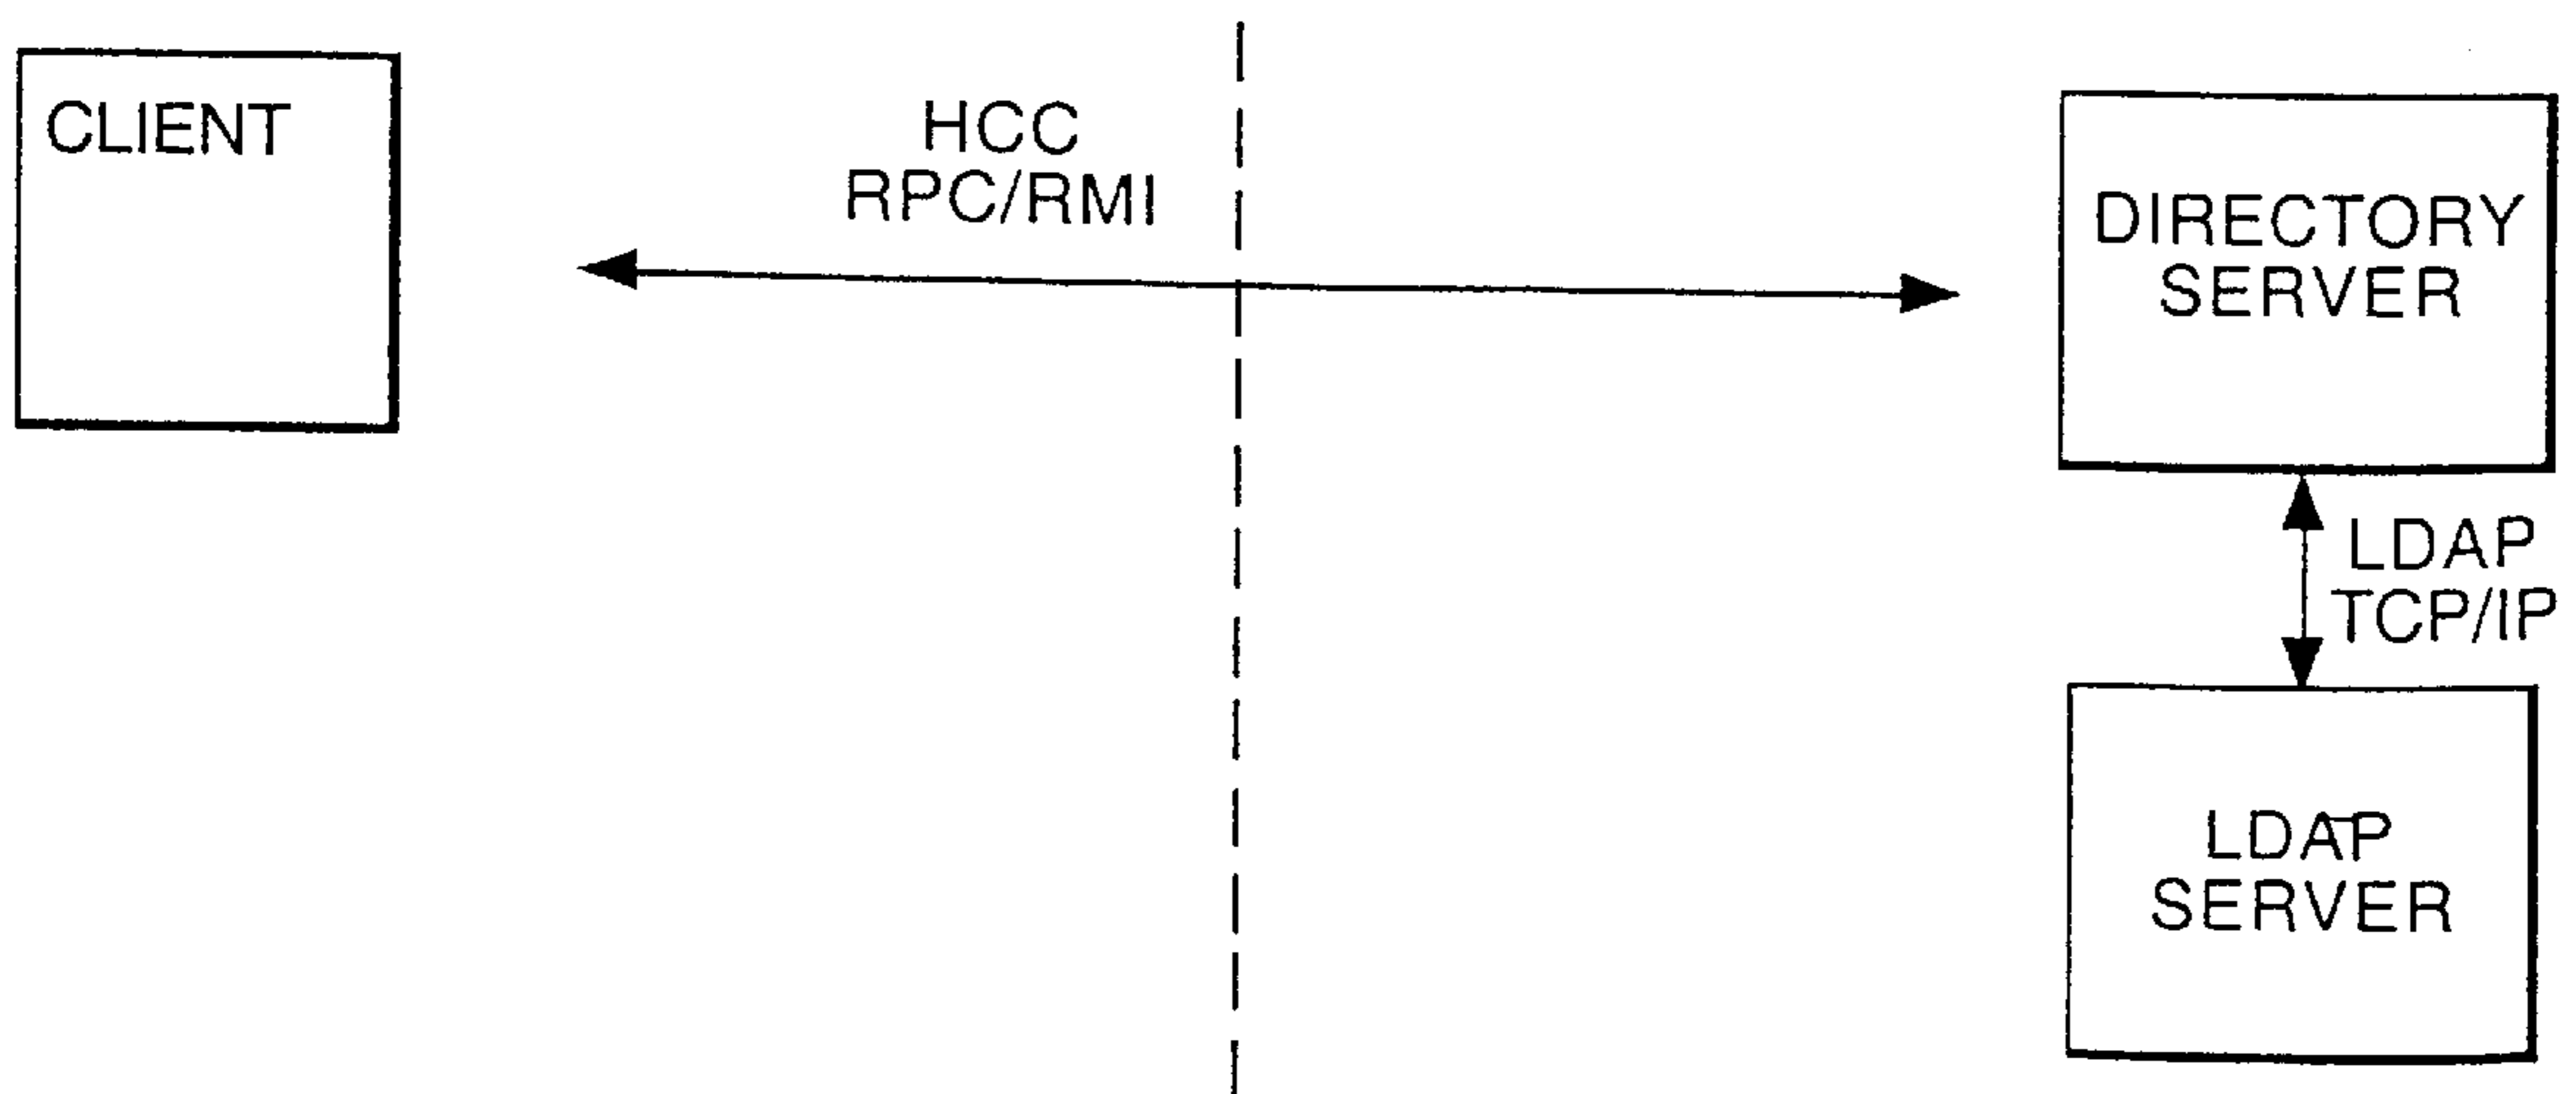 CLIENT
HCC
RPC/RMI
DIRECTORY
SERVER
LDAP
TCP/IP
LDAP
SERVER